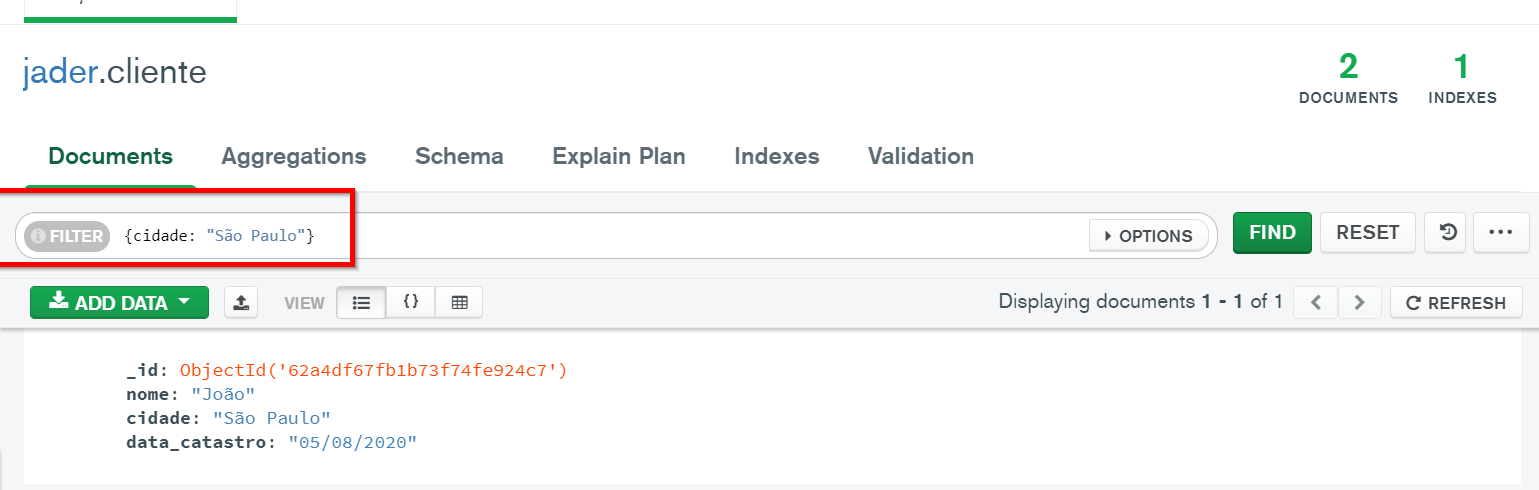 jader.cliente
2
DOCUMENTS
1
INDEXES
Documents Aggregations Schema Explain Plan Indexes Validation
FILTER {cidade: "São Paulo"} OPTIONS FIND RESET
ADD DATA VIEW {} Displaying documents 1 - 1 of 1 REFRESH
_id: ObjectId('62a4df67fb1b73f74fe924c7')
nome: "João"
cidade: "São Paulo"
data_catastro: "05/08/2020"